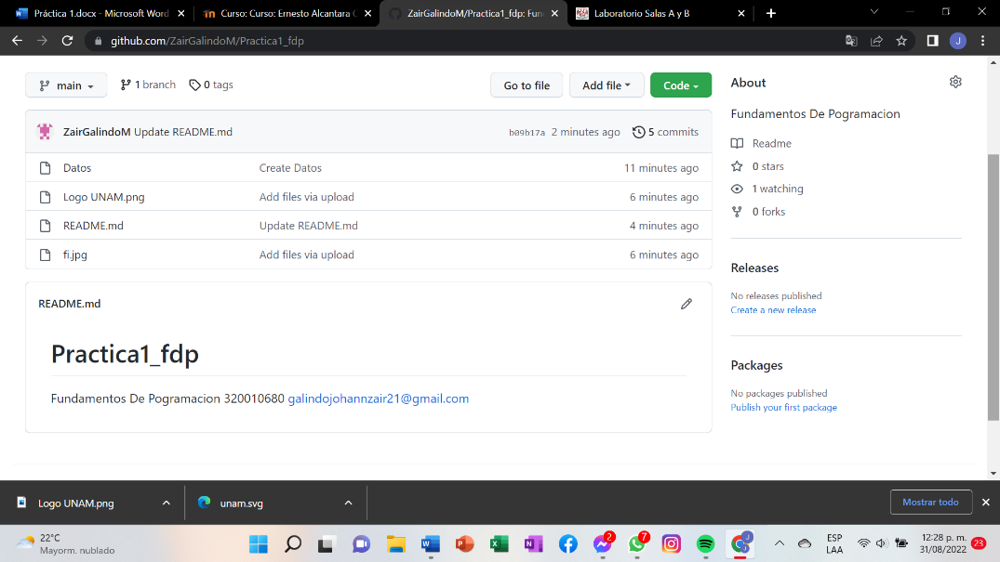 Práctica 1.docx - Microsoft Word
Curso: Curso: Ernesto Alcantara C
ZairGalindoM/Practica1_fdp: Fun
Laboratorio Salas A y B
github.com/ZairGalindoM/Practica1_fdp
J
main
1 branch
0 tags
Go to file
Add file
Code
ZairGalindoM Update README.md
b09b17a 2 minutes ago
5 commits
Datos
Create Datos
11 minutes ago
Logo UNAM.png
Add files via upload
6 minutes ago
README.md
Update README.md
4 minutes ago
fi.jpg
Add files via upload
6 minutes ago
README.md
Practica1_fdp
Fundamentos De Pogramacion 320010680 galindojohannzair21@gmail.com
About
Fundamentos De Pogramacion
Readme
0 stars
1 watching
0 forks
Releases
No releases published
Create a new release
Packages
No packages published
Publish your first package
Logo UNAM.png
unam.svg
Mostrar todo
22°C
Mayorm. nublado
2
7
J
ESP
LAA
12:28 p. m.
31/08/2022
23